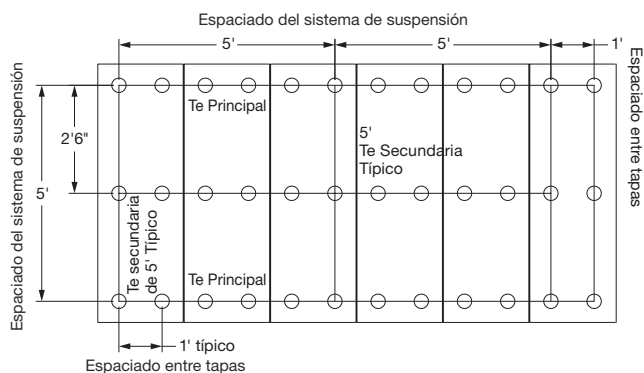 Espaciado del sistema de suspensión
5'
5'
1'
Espaciado del sistema de suspensión
5'
2'6"
Te Principal
5'
Te Secundaria
Típico
Espaciado entre tapas
Te secundaria
de 5' Típico
Te Principal
1' típico
Espaciado entre tapas